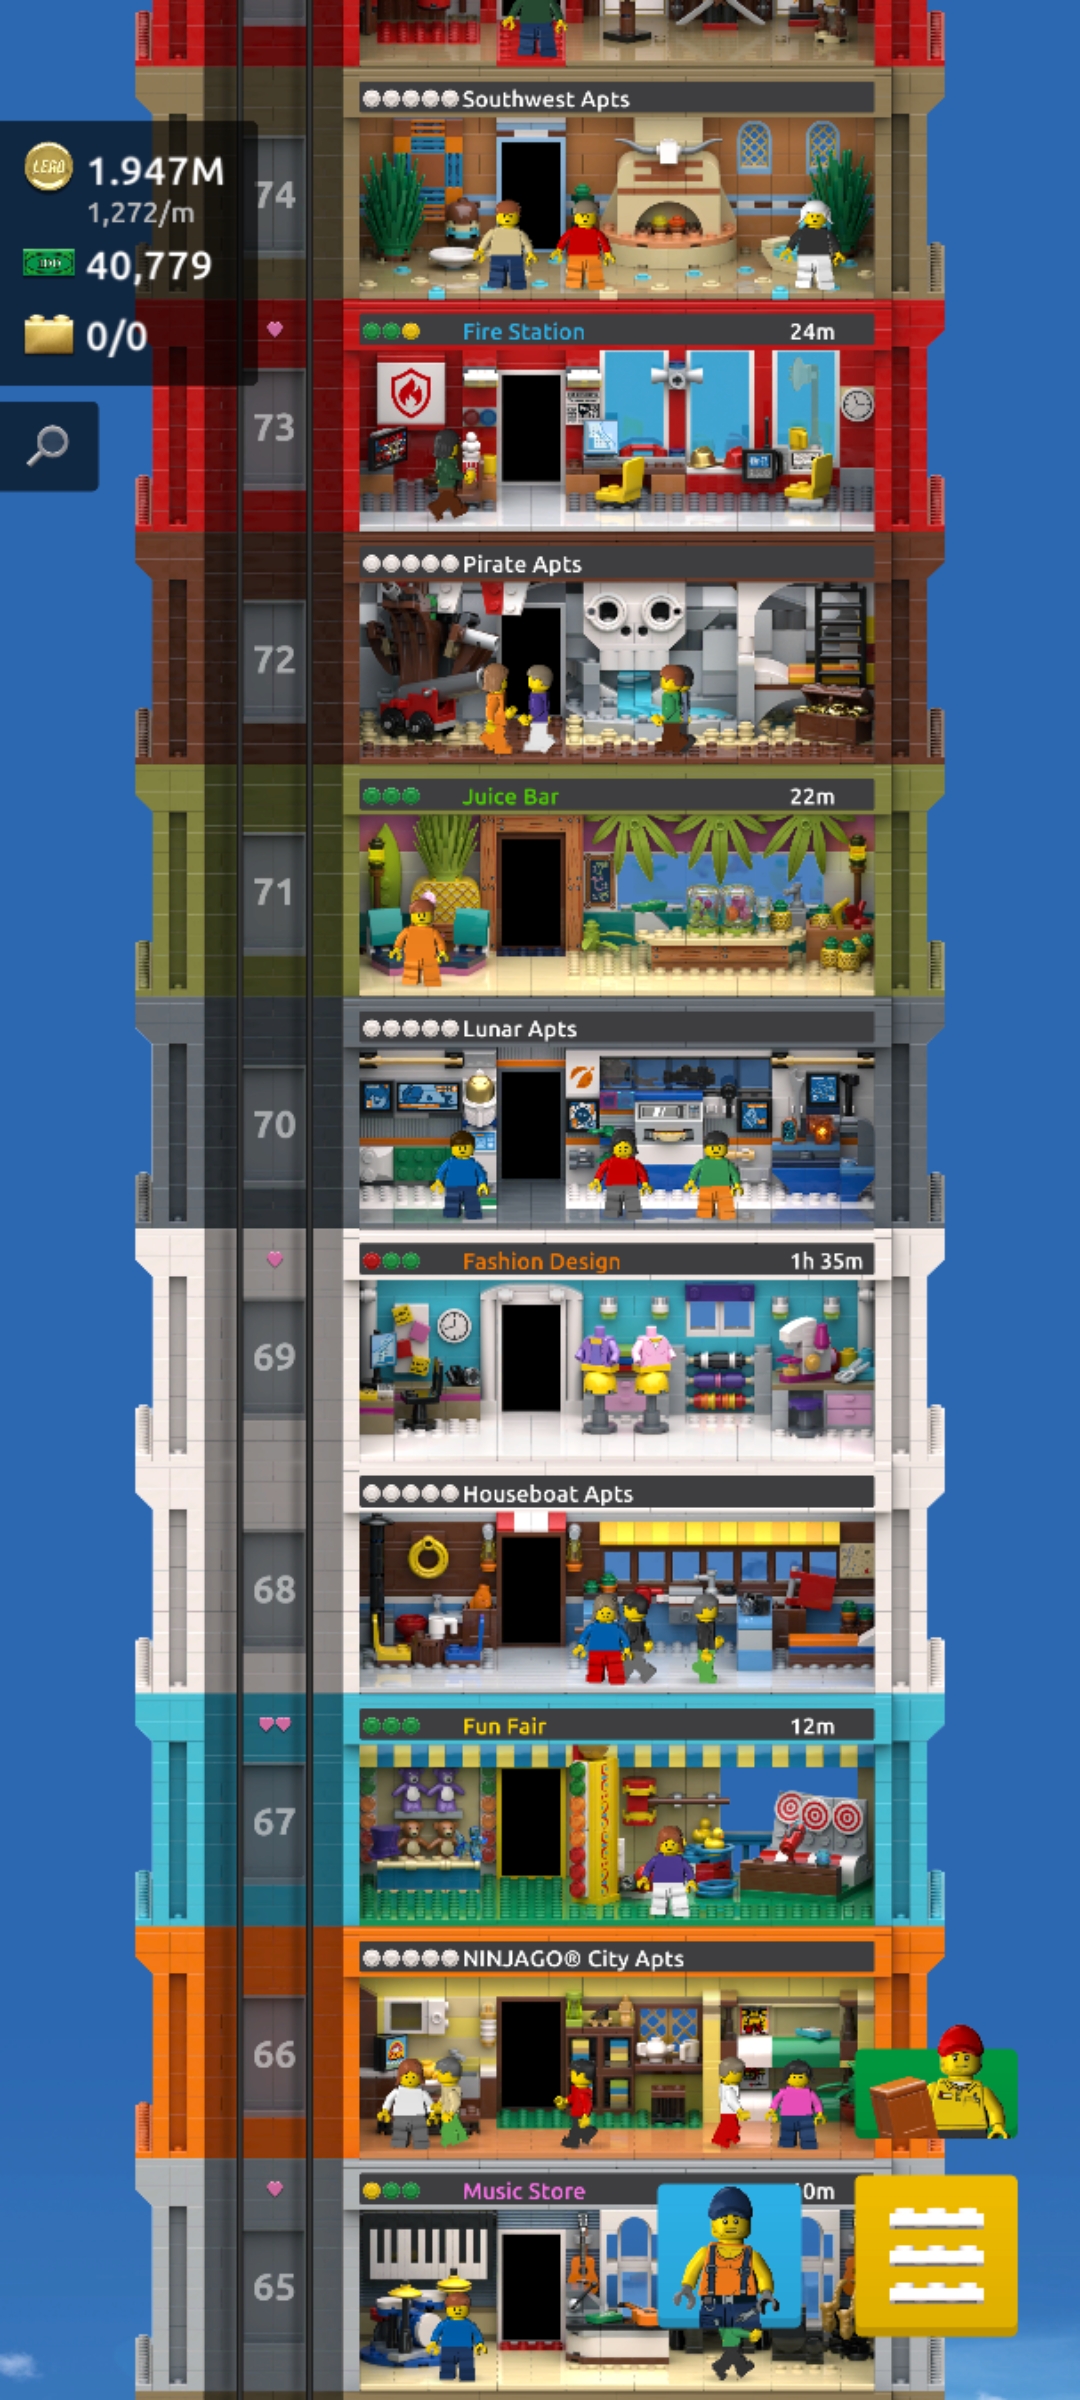 Southwest Apts
LEGO
1.947M
74
1,272/m
40,779
0/0
Fire Station 24m
73
Pirate Apts
72
Juice Bar 22m
71
Lunar Apts
70
Fashion Design 1h 35m
69
Houseboat Apts
68
Fun Fair 12m
67
NINJAGO® City Apts
66
Music Store 0m
65